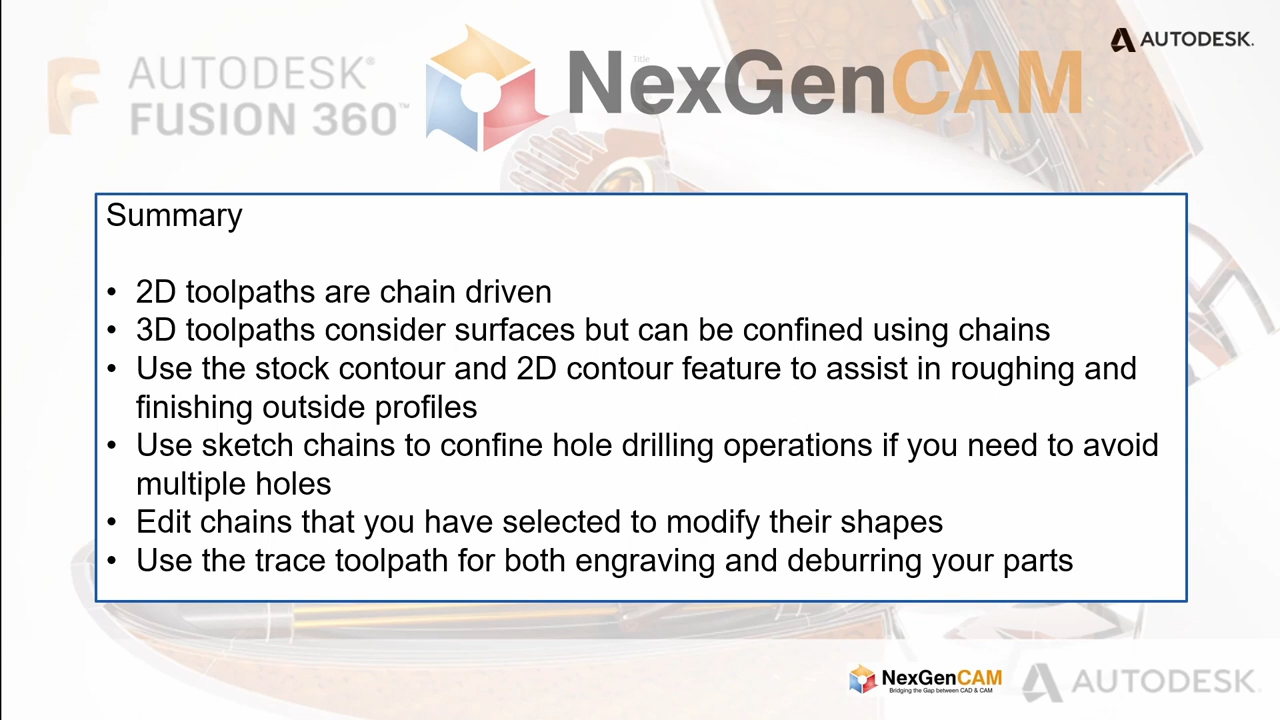 AUTODESK®
FUSION 360™
Title
NexGenCAM
AUTODESK.
Summary
• 2D toolpaths are chain driven
• 3D toolpaths consider surfaces but can be confined using chains
• Use the stock contour and 2D contour feature to assist in roughing and
finishing outside profiles
• Use sketch chains to confine hole drilling operations if you need to avoid
multiple holes
• Edit chains that you have selected to modify their shapes
• Use the trace toolpath for both engraving and deburring your parts
NexGenCAM
Bridging the Gap between CAD & CAM
AUTODESK.